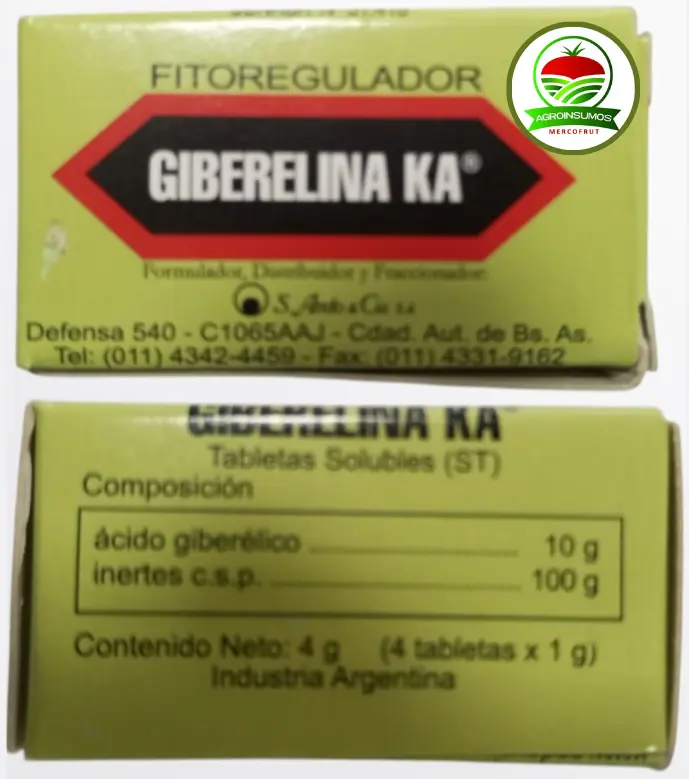 FITOREGULADOR
GIBERELINA KA®
AGROINSUMOS
MERCOFRUT
Formulador, Distribuidor y Fraccionador:
S. Ando & Cía. S.A.
Defensa 540 - C1065AAJ - Cdad. Aut. de Bs. As.
Tel: (011) 4342-4459 - Fax: (011) 4331-9162
GIBERELINA KA
Tabletas Solubles (ST)
Composición
ácido giberélico 10 g
inertes c.s.p. 100 g
Contenido Neto: 4 g (4 tabletas x 1 g)
Industria Argentina